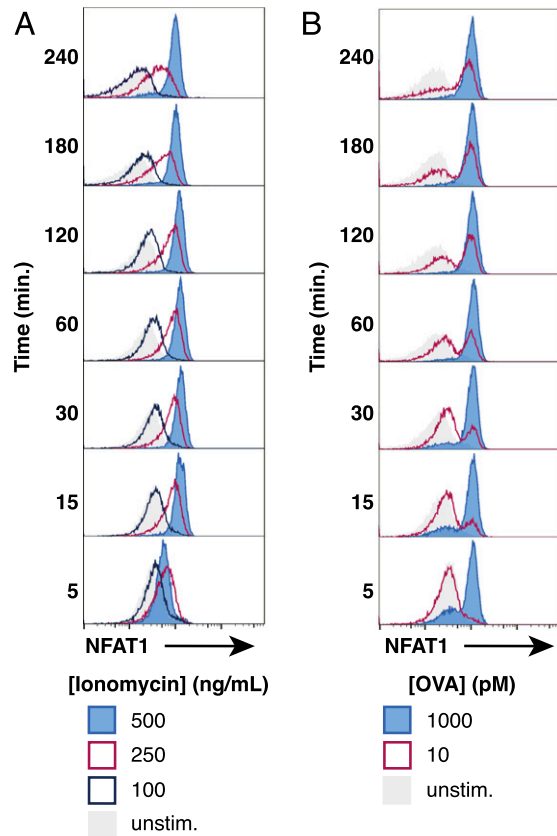 A
B
240
180
120
60
30
15
5
Time (min.)
NFAT1
[Ionomycin] (ng/mL)
500
250
100
unstim.
240
180
120
60
30
15
5
Time (min.)
NFAT1
[OVA] (pM)
1000
10
unstim.